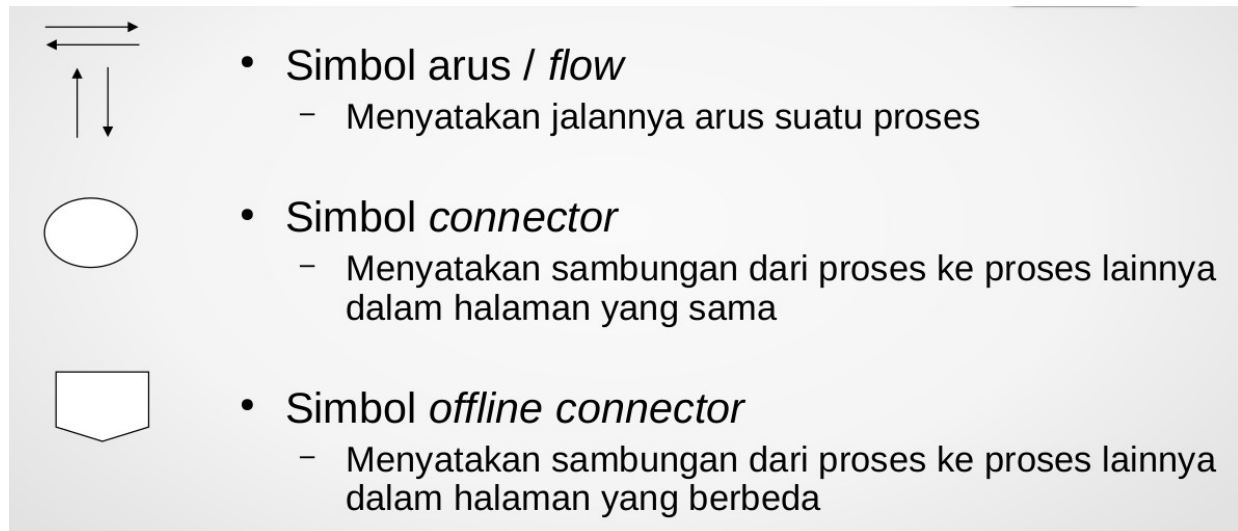 • Simbol arus / flow
– Menyatakan jalannya arus suatu proses
• Simbol connector
– Menyatakan sambungan dari proses ke proses lainnya
dalam halaman yang sama
• Simbol offline connector
– Menyatakan sambungan dari proses ke proses lainnya
dalam halaman yang berbeda